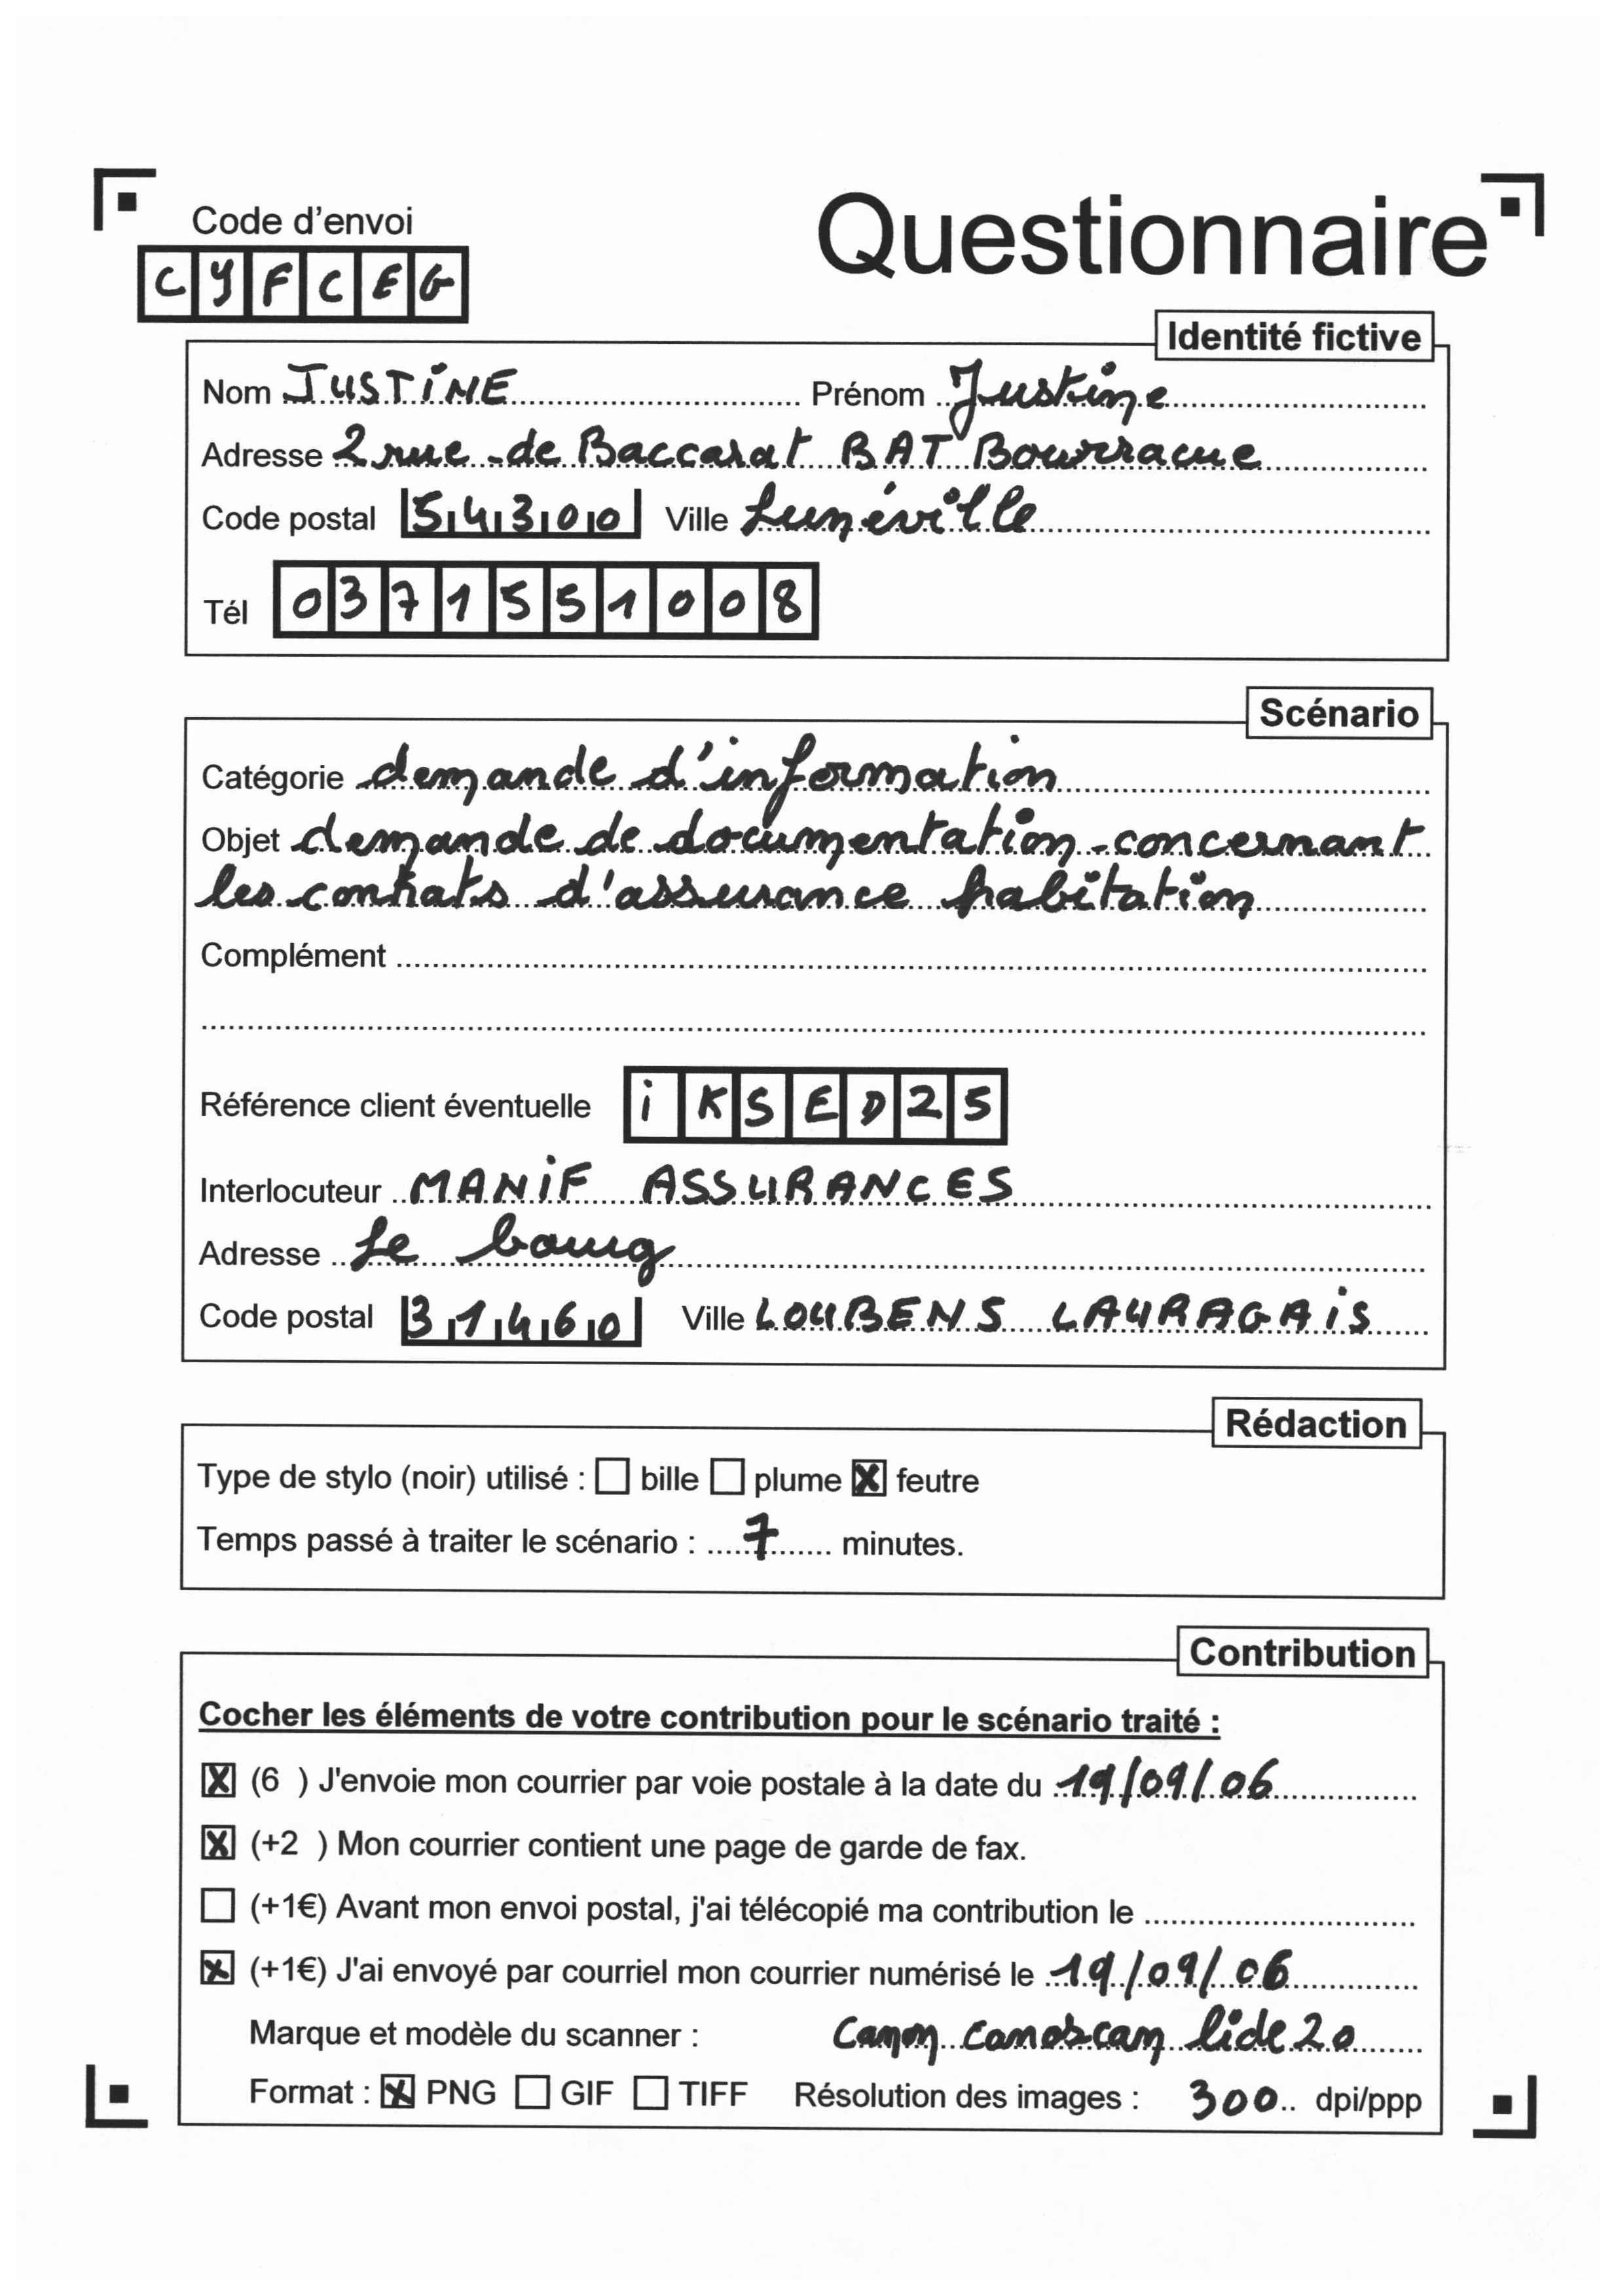 Code d'envoi
CYFCEG
Questionnaire
Identité fictive
Nom JUSTINE Prénom Justine
Adresse 2 rue de Baccarat BAT Bourracue
Code postal 54300 Ville Lunéville
Tél 0371551008
Scénario
Catégorie demande d'information
Objet demande de documentation concernant
les contrats d'assurance habitation
Complément
Référence client éventuelle iKSED25
Interlocuteur MANIF ASSURANCES
Adresse Le bourg
Code postal 31460 Ville LOUBENS LAURAGAIS
Rédaction
Type de stylo (noir) utilisé : ☐ bille ☐ plume ☒ feutre
Temps passé à traiter le scénario : 7 minutes.
Contribution
Cocher les éléments de votre contribution pour le scénario traité :
☒ (6 ) J'envoie mon courrier par voie postale à la date du 19/09/06
☒ (+2 ) Mon courrier contient une page de garde de fax.
☐ (+1€) Avant mon envoi postal, j'ai télécopié ma contribution le
☒ (+1€) J'ai envoyé par courriel mon courrier numérisé le 19/09/06
Marque et modèle du scanner : Canon canoscan lide 20
Format : ☒ PNG ☐ GIF ☐ TIFF Résolution des images : 300 dpi/ppp